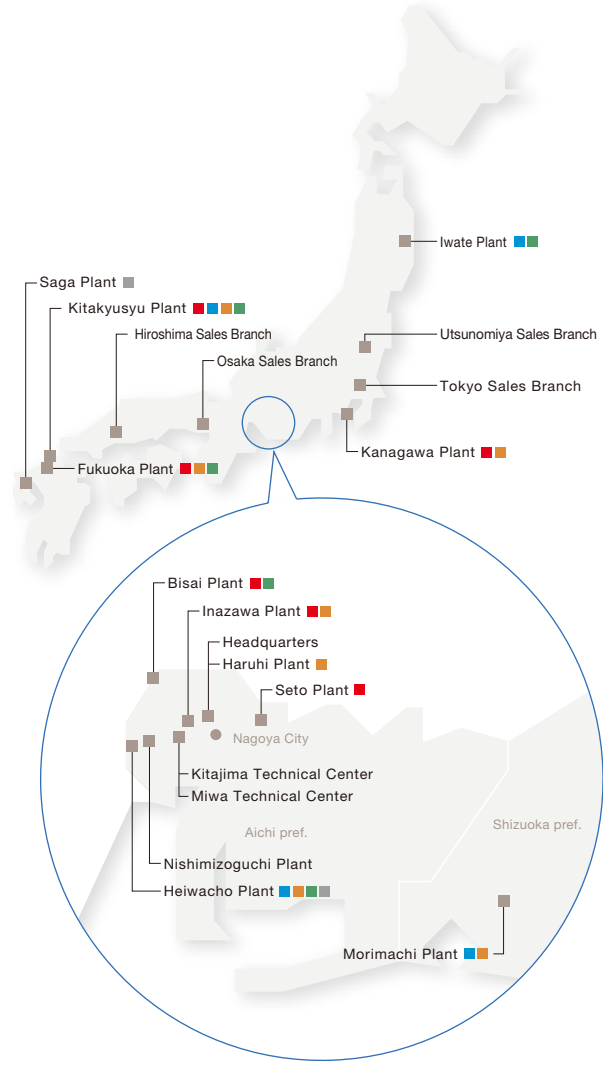 Iwate Plant
Saga Plant
Kitakyusyu Plant
Hiroshima Sales Branch
Utsunomiya Sales Branch
Osaka Sales Branch
Tokyo Sales Branch
Kanagawa Plant
Fukuoka Plant
Bisai Plant
Inazawa Plant
Headquarters
Haruhi Plant
Seto Plant
Nagoya City
Kitajima Technical Center
Miwa Technical Center
Shizuoka pref.
Aichi pref.
Nishimizoguchi Plant
Heiwacho Plant
Morimachi Plant